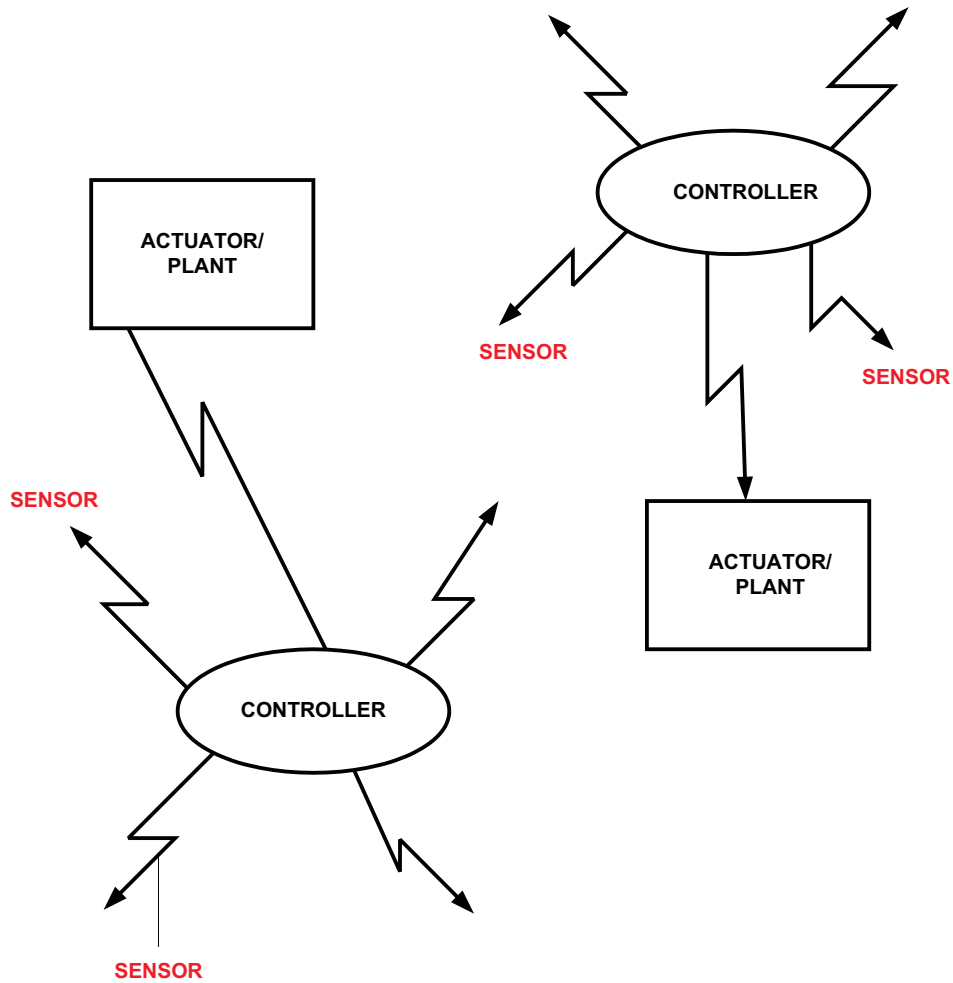 CONTROLLER
ACTUATOR/
PLANT
SENSOR
SENSOR
SENSOR
ACTUATOR/
PLANT
CONTROLLER
SENSOR